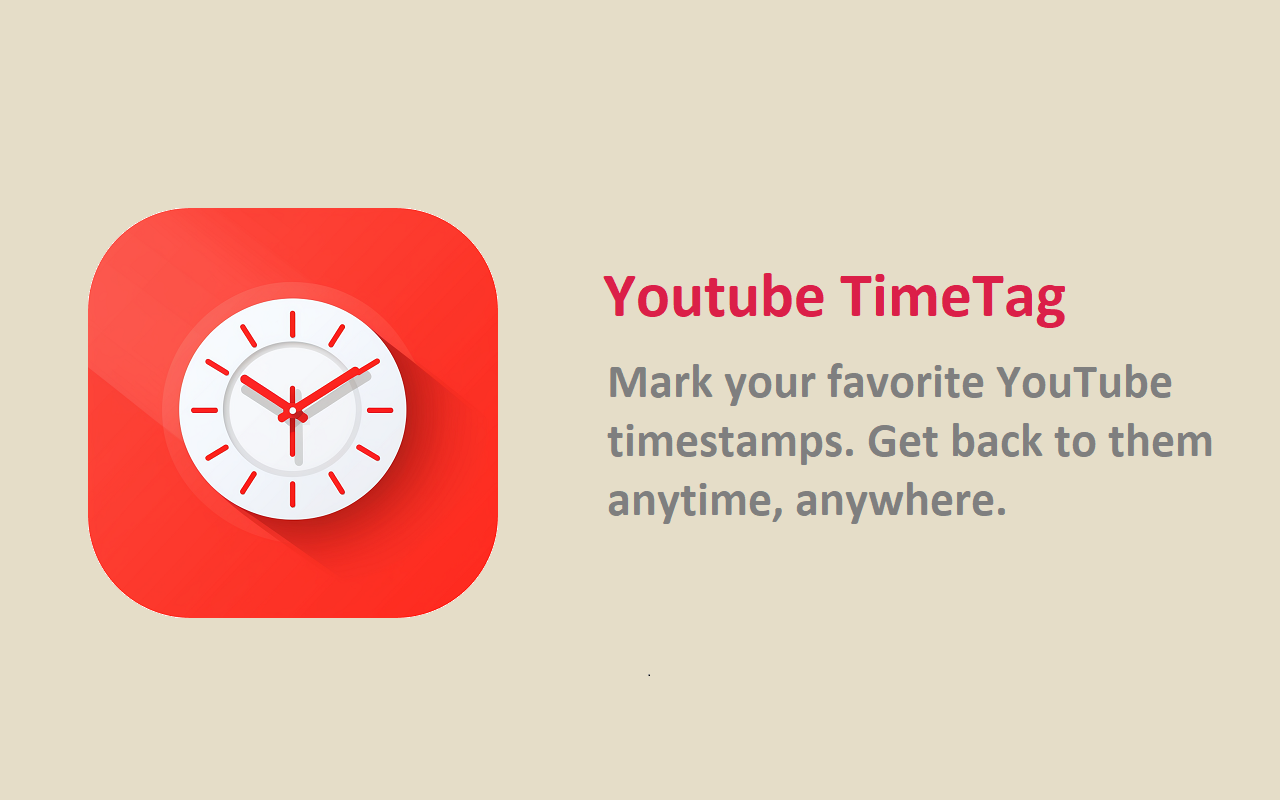 Youtube TimeTag
Mark your favorite YouTube
timestamps. Get back to them
anytime, anywhere.
.